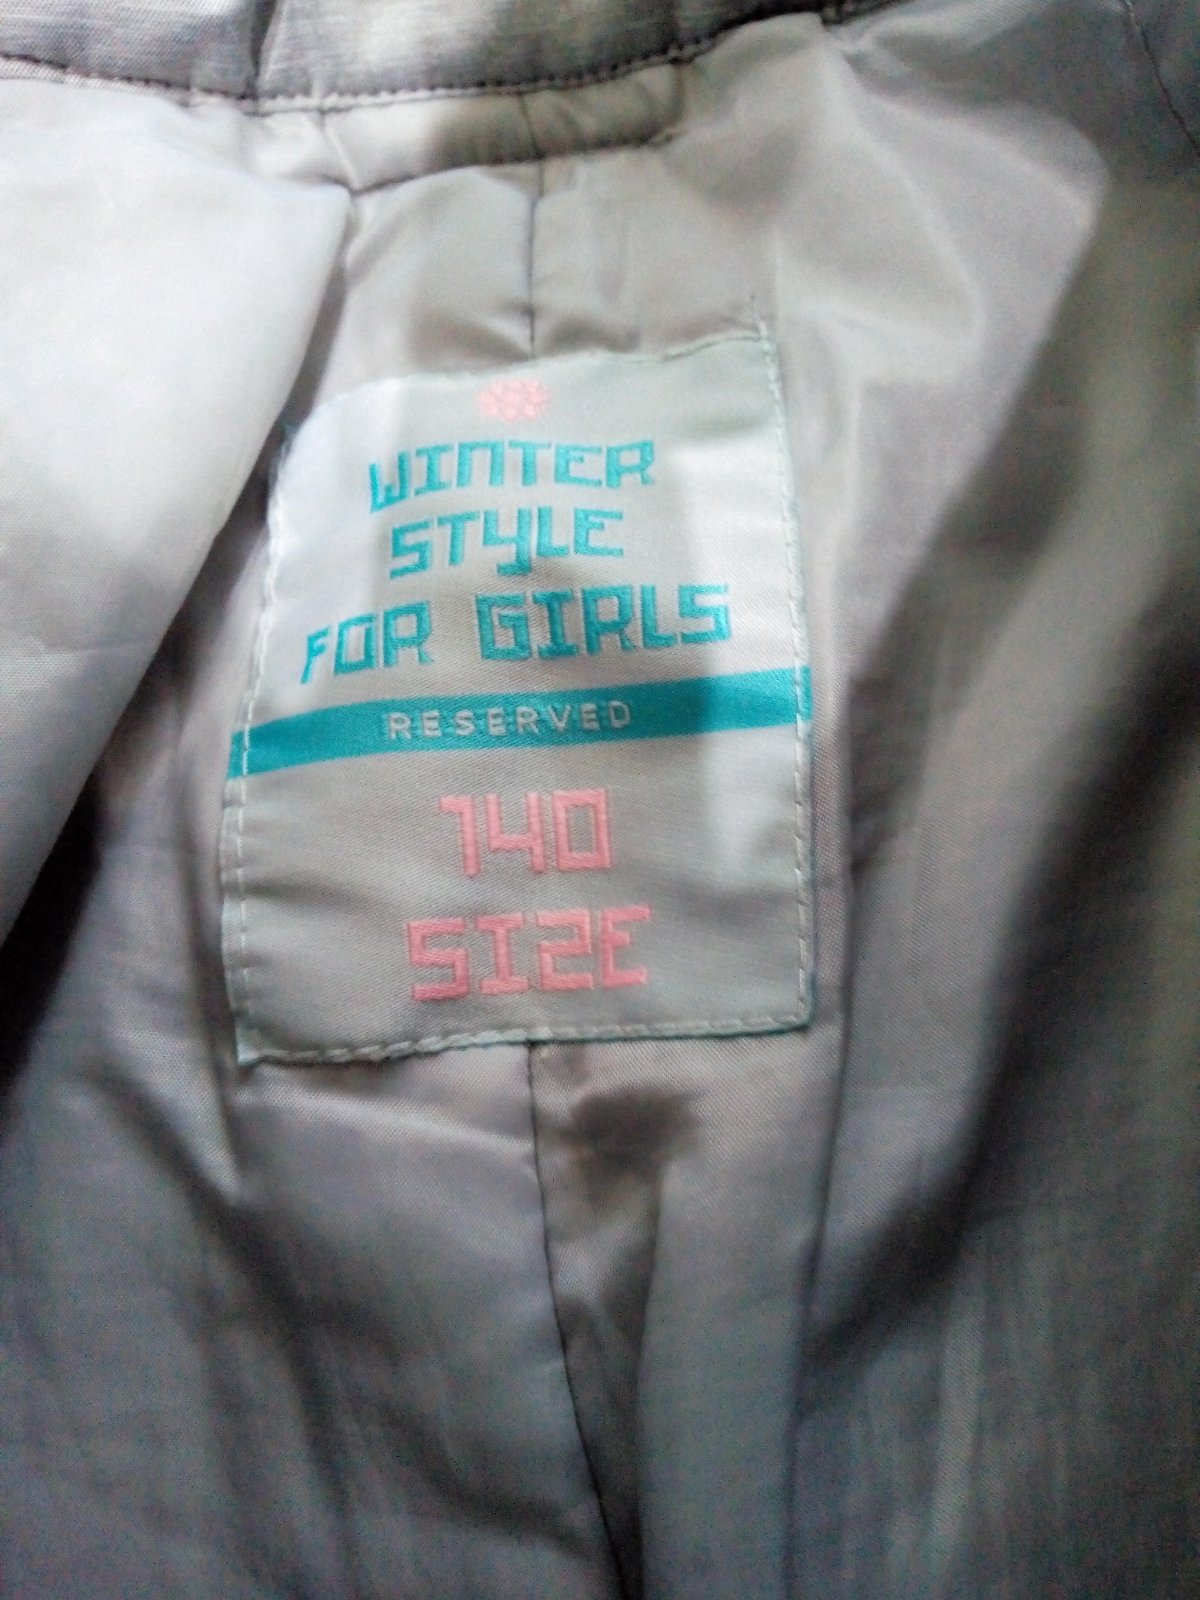 WINTER
STYLE
FOR GIRLS
RESERVED
140
SIZE